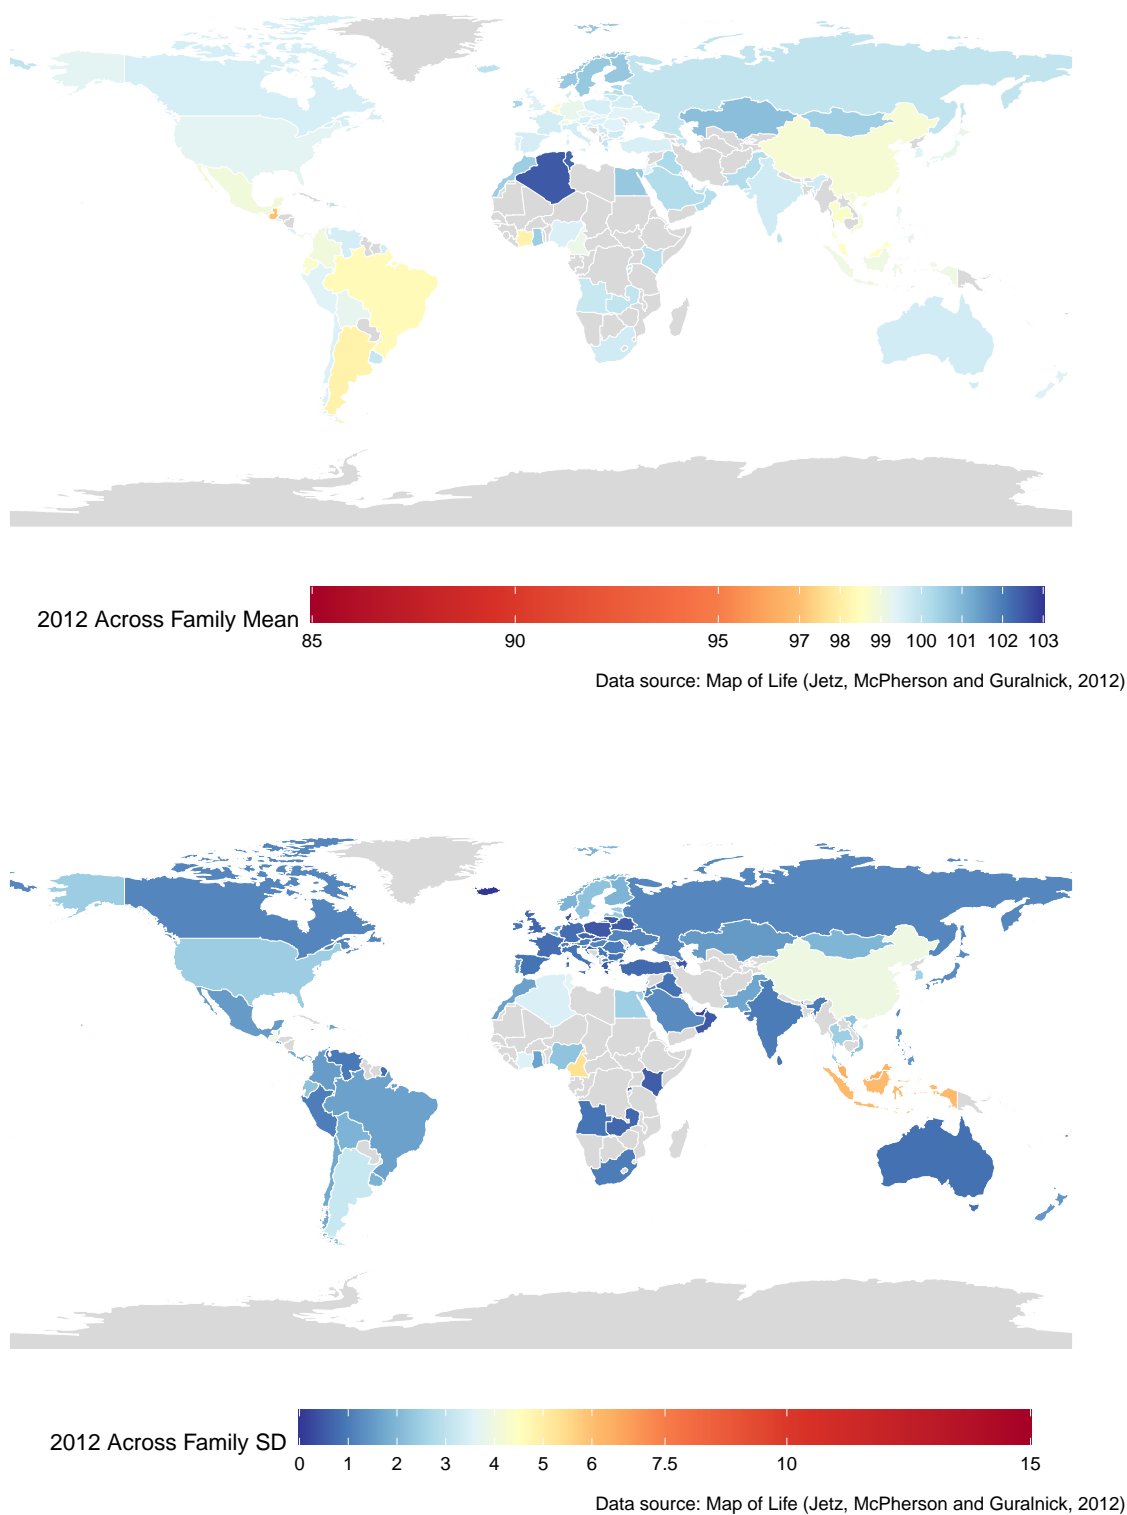 2012 Across Family Mean
85 90 95 97 98 99 100 101 102 103
Data source: Map of Life (Jetz, McPherson and Guralnick, 2012)
2012 Across Family SD
0 1 2 3 4 5 6 7.5 10 15
Data source: Map of Life (Jetz, McPherson and Guralnick, 2012)